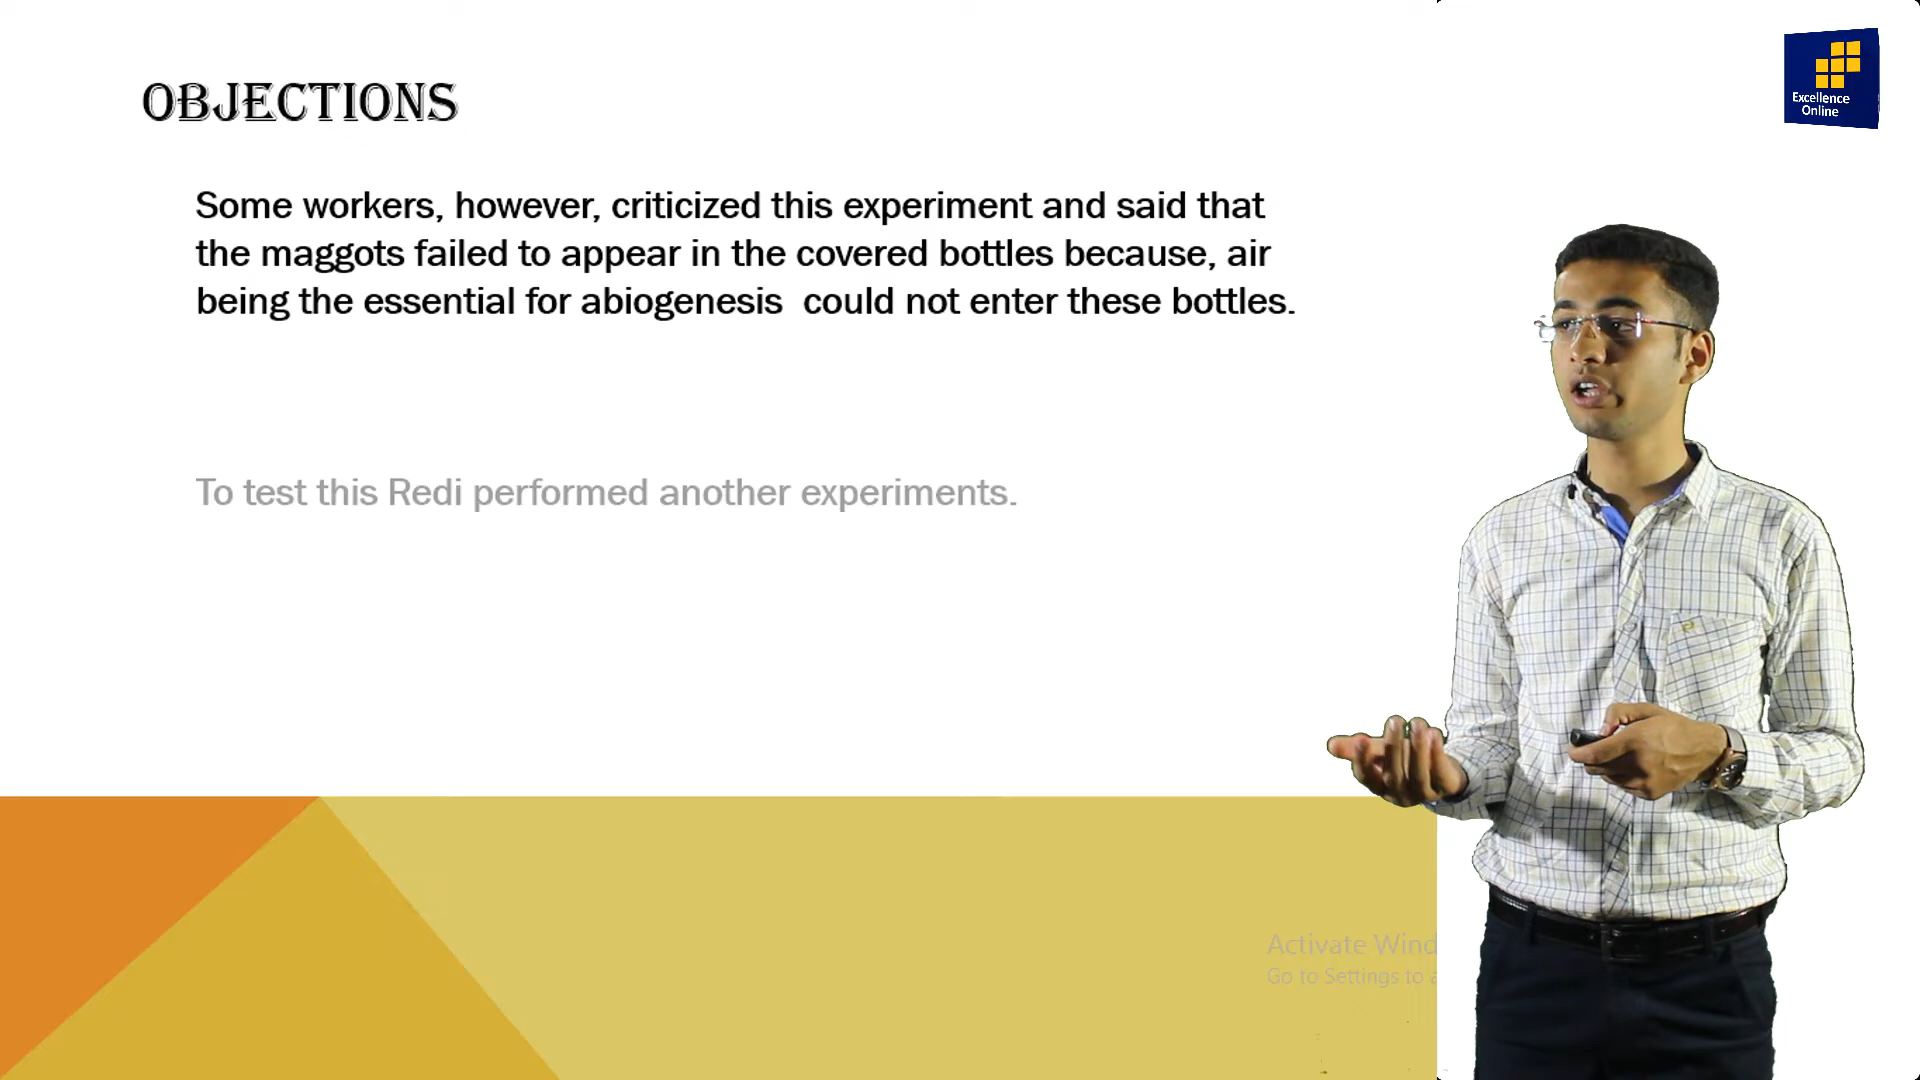 OBJECTIONS
Excellence
Online
Some workers, however, criticized this experiment and said that
the maggots failed to appear in the covered bottles because, air
being the essential for abiogenesis  could not enter these bottles.
To test this Redi performed another experiments.
Activate Wind
Go to Settings to a